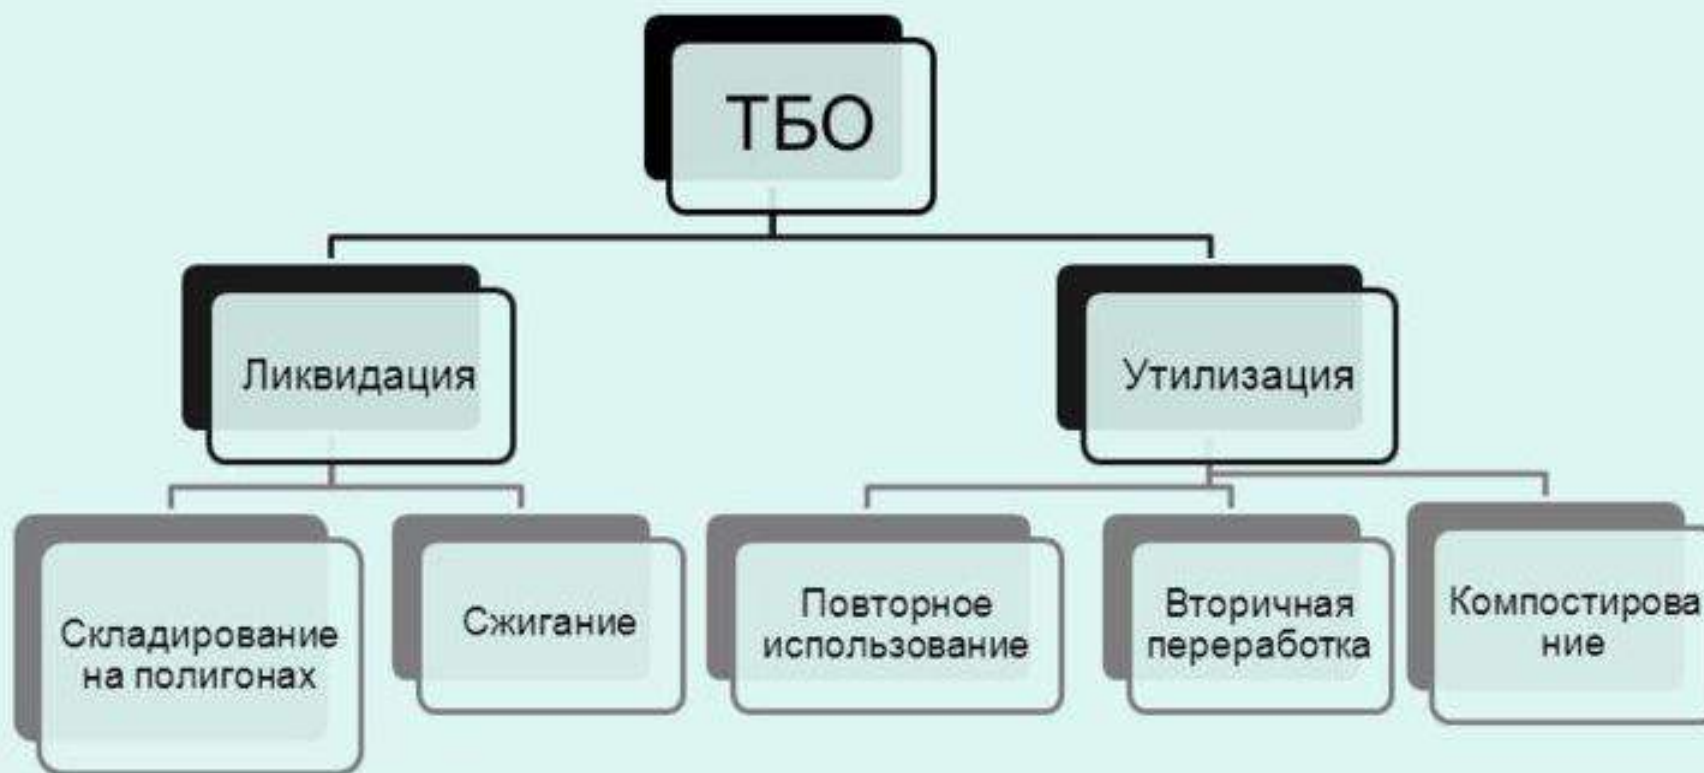 ТБО
Ликвидация
Утилизация
Складирование
на полигонах
Сжигание
Повторное
использование
Вторичная
переработка
Компостирова
ние